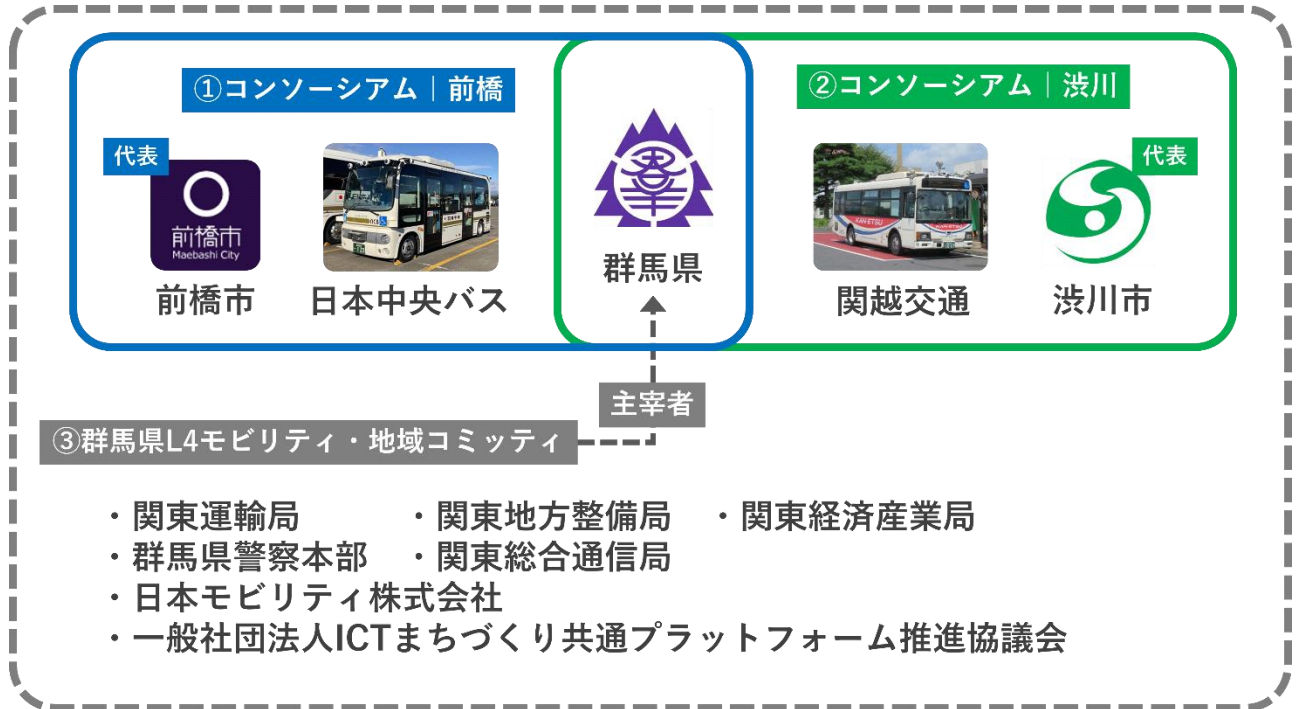 ①コンソーシアム｜前橋
②コンソーシアム｜渋川
代表
前橋市
Maebashi City
前橋市
日本中央バス
群馬県
KAN-ETSU
関越交通
代表
渋川市
主宰者
③群馬県L4モビリティ・地域コミッティ
・関東運輸局 ・関東地方整備局 ・関東経済産業局
・群馬県警察本部 ・関東総合通信局
・日本モビリティ株式会社
・一般社団法人ICTまちづくり共通プラットフォーム推進協議会